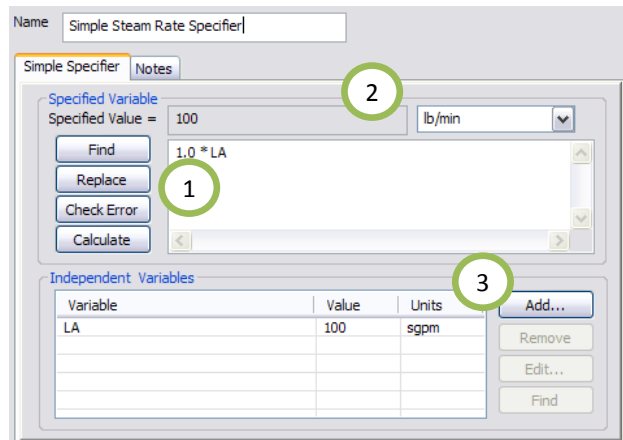 Name Simple Steam Rate Specifier
Simple Specifier Notes
Specified Variable
2
Specified Value = 100 lb/min
Find
1.0 * LA
Replace
1
Check Error
Calculate
Independent Variables
3
Variable Value Units
Add...
LA 100 sgpm
Remove
Edit...
Find